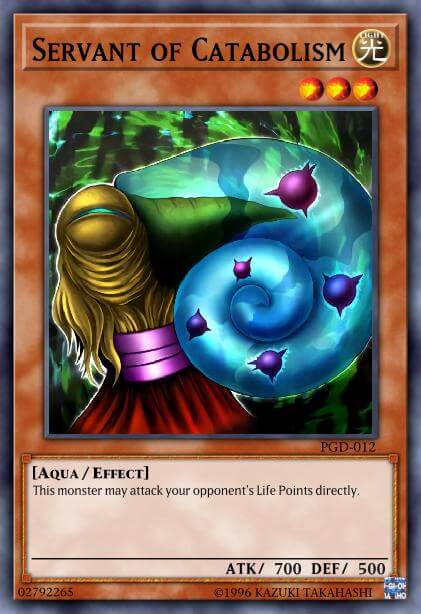 SERVANT OF CATABOLISM
LIGHT
光
PGD-012
[AQUA / EFFECT]
This monster may attack your opponent's Life Points directly.
ATK/ 700 DEF/ 500
02792265
©1996 KAZUKI TAKAHASHI